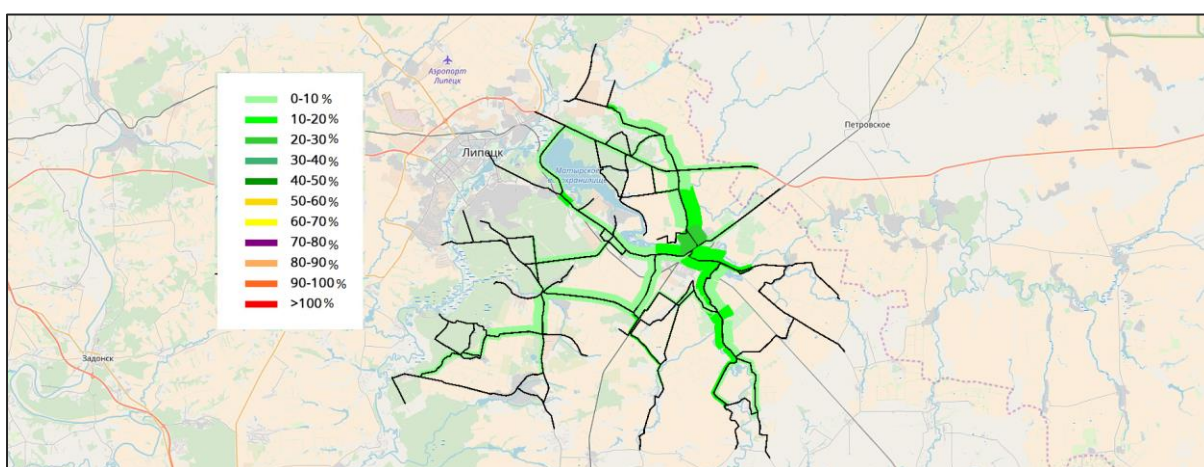 Аэропорт
Липецк
Петровское
Липецк
Матырское
Задонск
0-10 %
10-20 %
20-30 %
30-40 %
40-50 %
50-60 %
60-70 %
70-80 %
80-90 %
90-100 %
>100 %